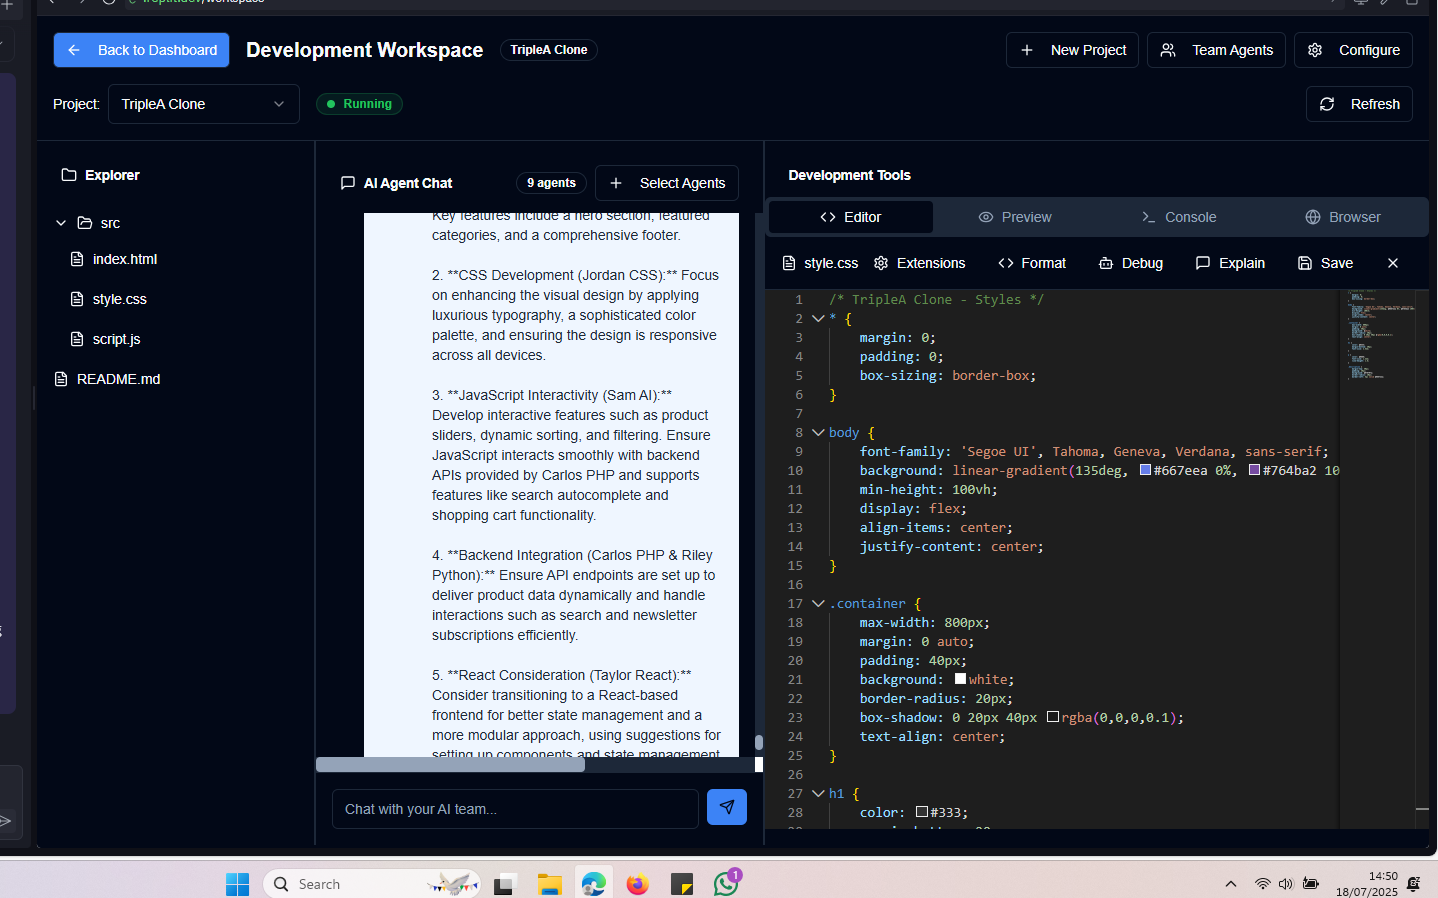 Back to Dashboard
Development Workspace
TripleA Clone
New Project
Team Agents
Configure
Project:
TripleA Clone
Running
Refresh
Explorer
src
index.html
style.css
script.js
README.md
AI Agent Chat
9 agents
Select Agents
Key features include a hero section, featured
categories, and a comprehensive footer.
2. **CSS Development (Jordan CSS):** Focus
on enhancing the visual design by applying
luxurious typography, a sophisticated color
palette, and ensuring the design is responsive
across all devices.
3. **JavaScript Interactivity (Sam AI):**
Develop interactive features such as product
sliders, dynamic sorting, and filtering. Ensure
JavaScript interacts smoothly with backend
APIs provided by Carlos PHP and supports
features like search autocomplete and
shopping cart functionality.
4. **Backend Integration (Carlos PHP & Riley
Python):** Ensure API endpoints are set up to
deliver product data dynamically and handle
interactions such as search and newsletter
subscriptions efficiently.
5. **React Consideration (Taylor React):**
Consider transitioning to a React-based
frontend for better state management and a
more modular approach, using suggestions for
setting up components and state management
Chat with your AI team...
Development Tools
Editor
Preview
Console
Browser
style.css
Extensions
Format
Debug
Explain
Save
1 /* TripleA Clone - Styles */
2 * {
3 margin: 0;
4 padding: 0;
5 box-sizing: border-box;
6 }
7
8 body {
9 font-family: 'Segoe UI', Tahoma, Geneva, Verdana, sans-serif;
10 background: linear-gradient(135deg, #667eea 0%, #764ba2 10
11 min-height: 100vh;
12 display: flex;
13 align-items: center;
14 justify-content: center;
15 }
16
17 .container {
18 max-width: 800px;
19 margin: 0 auto;
20 padding: 40px;
21 background: white;
22 border-radius: 20px;
23 box-shadow: 0 20px 40px rgba(0,0,0,0.1);
24 text-align: center;
25 }
26
27 h1 {
28 color: #333;
Search
1
14:50
18/07/2025